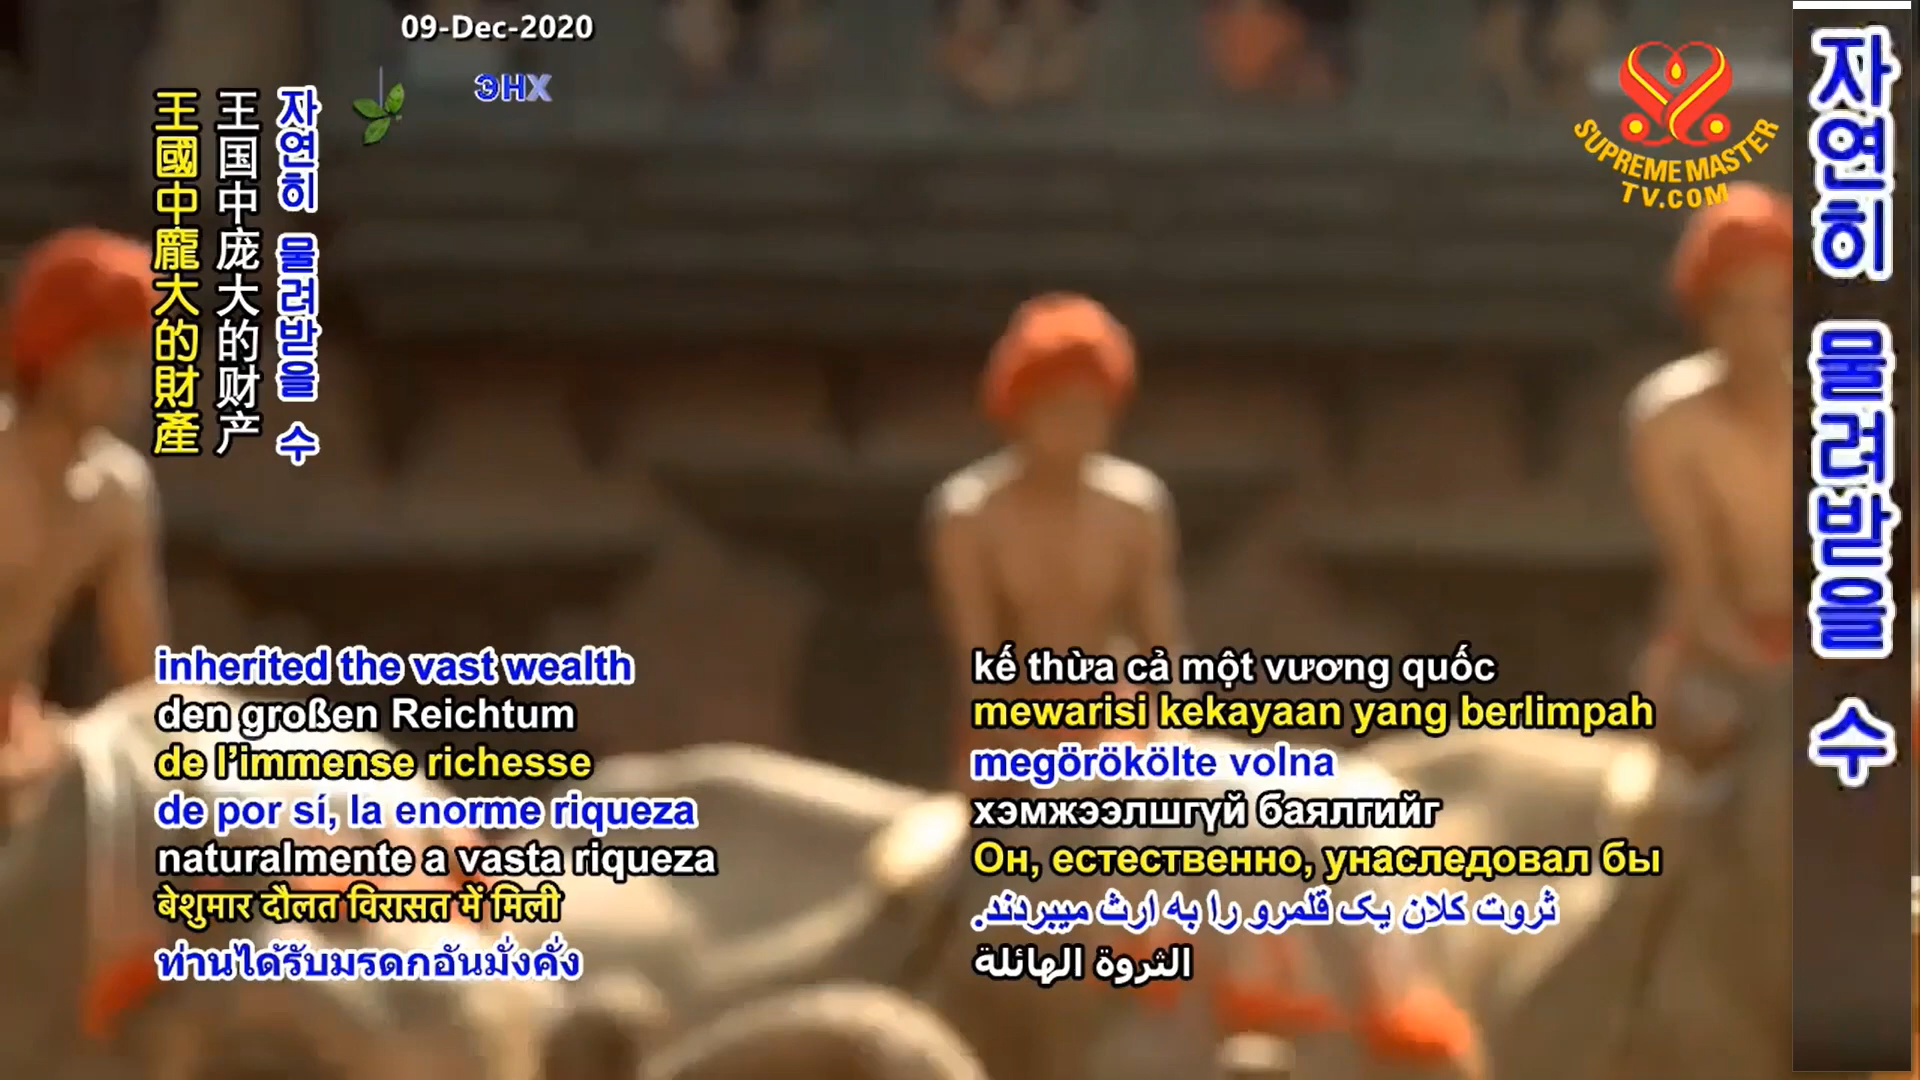 09-Dec-2020
ЭНХ
SUPREME MASTER
TV.COM
자연히 물려받을 수
王国中庞大的财产
王國中龐大的財產
자연히 물려받을 수
inherited the vast wealth
den großen Reichtum
de l’immense richesse
de por sí, la enorme riqueza
naturalmente a vasta riqueza
बेशुमार दौलत विरासत में मिली
ท่านได้รับมรดกอันมั่งคั่ง
kế thừa cả một vương quốc
mewarisi kekayaan yang berlimpah
megörökölte volna
хэмжээлшгүй баялгийг
Он, естественно, унаследовал бы
ثروت کلان یک قلمرو را به ارث میبردند.
الثروة الهائلة